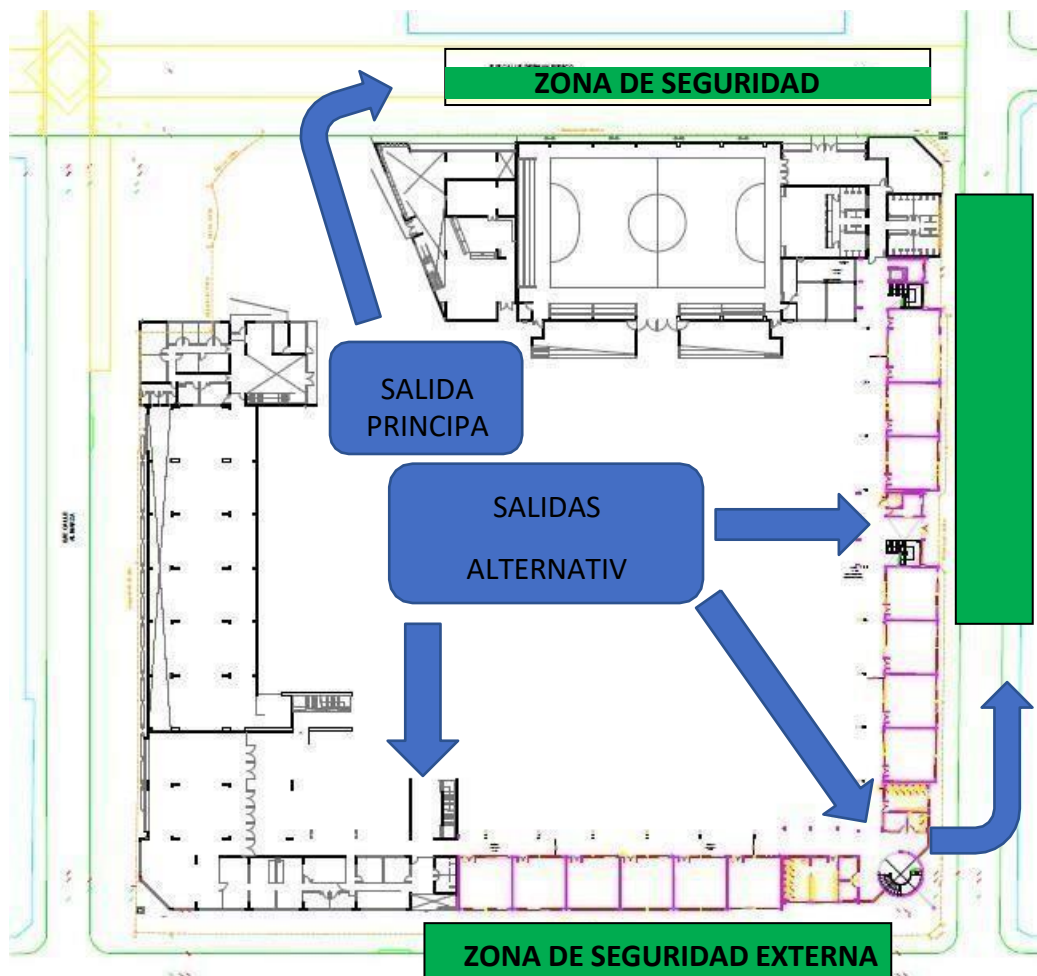 ZONA DE SEGURIDAD
SALIDA
PRINCIPA
SALIDAS
ALTERNATIV
ZONA DE SEGURIDAD EXTERNA